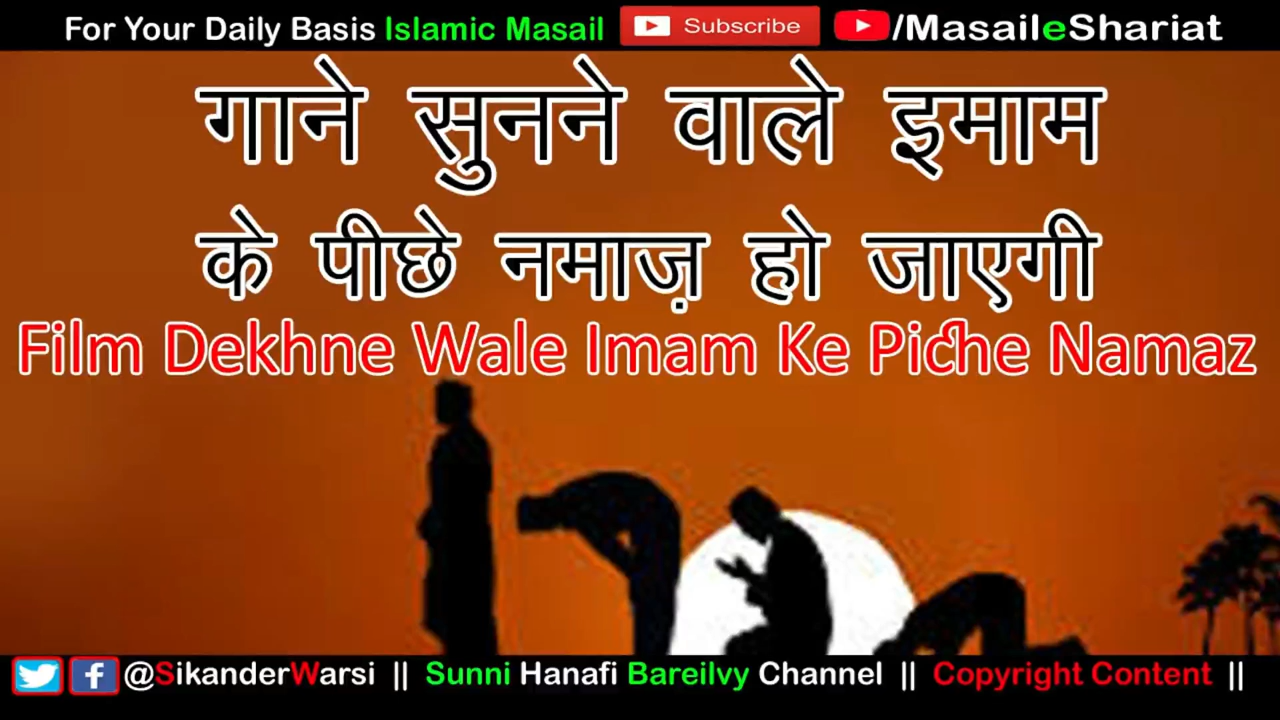 For Your Daily Basis Islamic Masail Subscribe /MasaileShariat
गाने सुनने वाले इमाम
के पीछे नमाज़ हो जाएगी
Film Dekhne Wale Imam Ke Piche Namaz
@SikanderWarsi || Sunni Hanafi Bareilvy Channel || Copyright Content ||